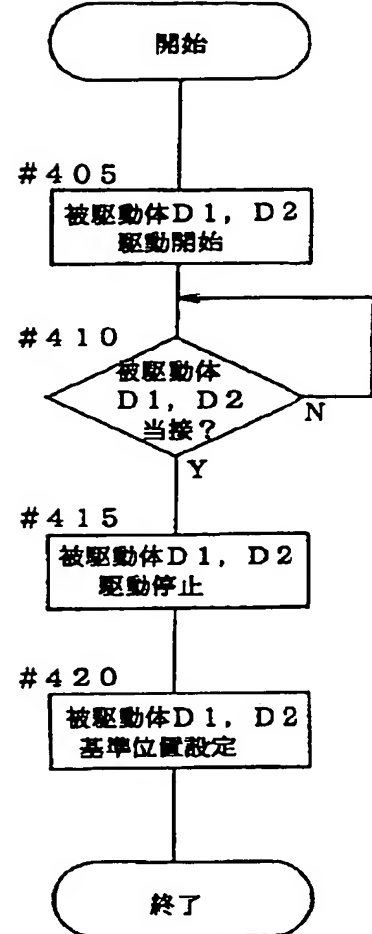 開始
#405
被駆動体D1, D2
駆動開始
#410
被駆動体
D1, D2
当接?
N
Y
#415
被駆動体D1, D2
駆動停止
#420
被駆動体D1, D2
基準位置設定
終了